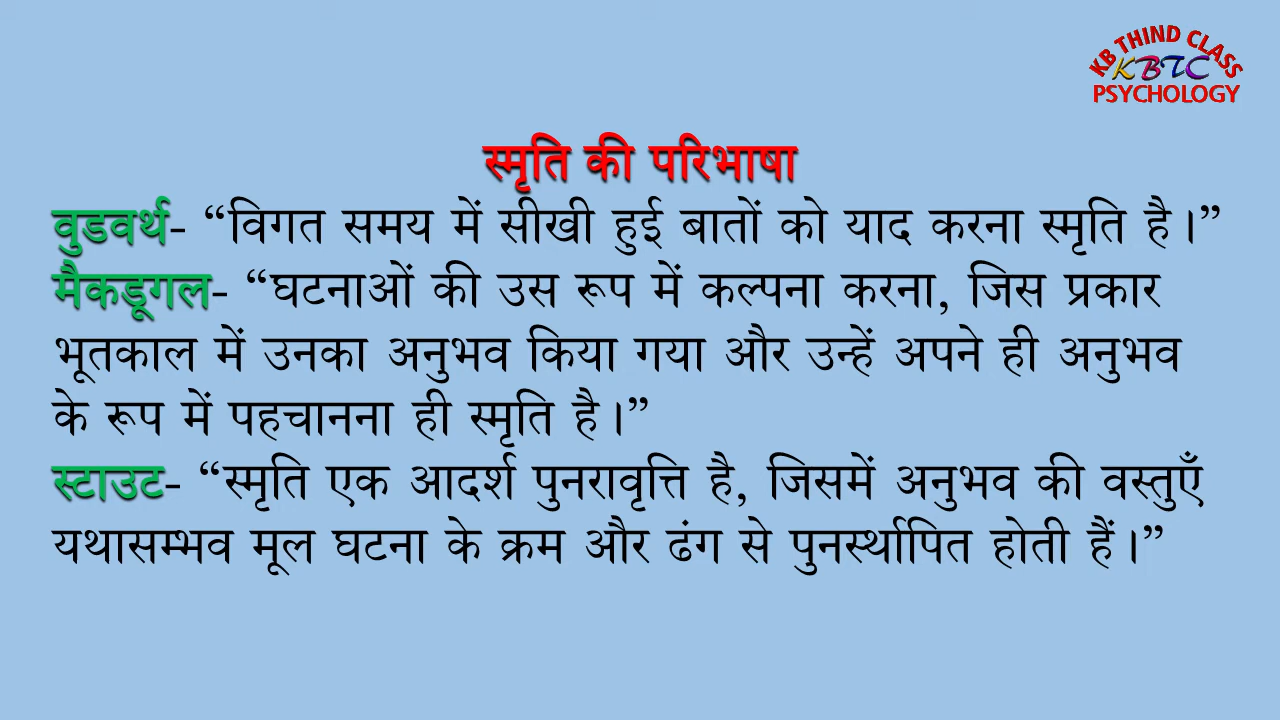 KB THIND CLASS
KBTC
PSYCHOLOGY
स्मृति की परिभाषा
वुडवर्थ- “विगत समय में सीखी हुई बातों को याद करना स्मृति है।”
मैकडूगल- “घटनाओं की उस रूप में कल्पना करना, जिस प्रकार
भूतकाल में उनका अनुभव किया गया और उन्हें अपने ही अनुभव
के रूप में पहचानना ही स्मृति है।”
स्टाउट- “स्मृति एक आदर्श पुनरावृत्ति है, जिसमें अनुभव की वस्तुएँ
यथासम्भव मूल घटना के क्रम और ढंग से पुनर्स्थापित होती हैं।”